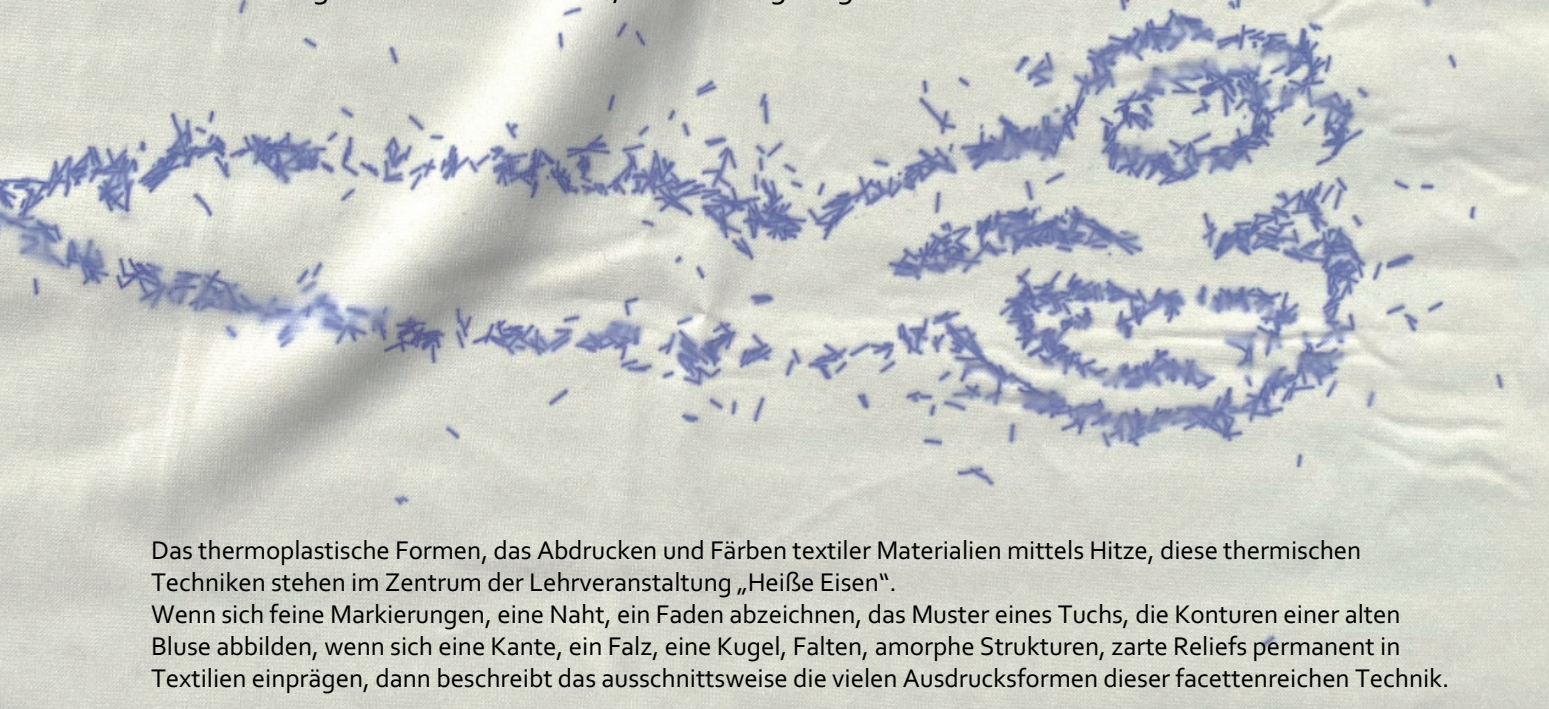 Das thermoplastische Formen, das Abdrucken und Färben textiler Materialien mittels Hitze, diese thermischen
Techniken stehen im Zentrum der Lehrveranstaltung „Heiße Eisen“.
Wenn sich feine Markierungen, eine Naht, ein Faden abzeichnen, das Muster eines Tuchs, die Konturen einer alten
Bluse abbilden, wenn sich eine Kante, ein Falz, eine Kugel, Falten, amorphe Strukturen, zarte Reliefs permanent in
Textilien einprägen, dann beschreibt das ausschnittsweise die vielen Ausdrucksformen dieser facettenreichen Technik.